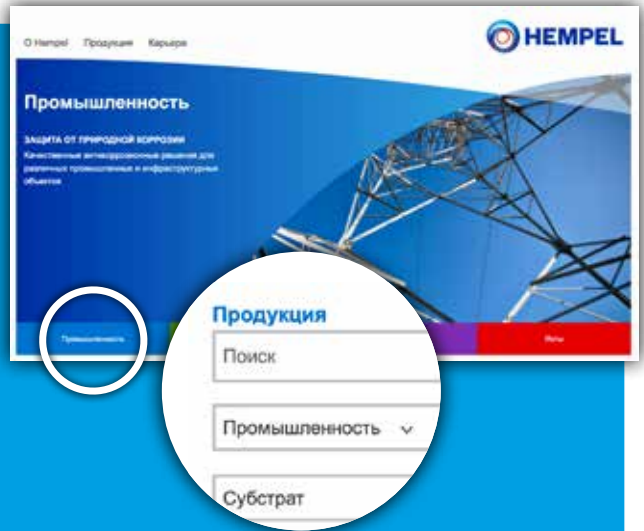 О Hempel Продукция Карьера
HEMPEL
Промышленность
ЗАЩИТА ОТ ПРИРОДНОЙ КОРРОЗИИ
Качественные антикоррозионные решения для
различных промышленных и инфраструктурных
объектов
Промышленность
Яхты
Продукция
Поиск
Промышленность
Субстрат